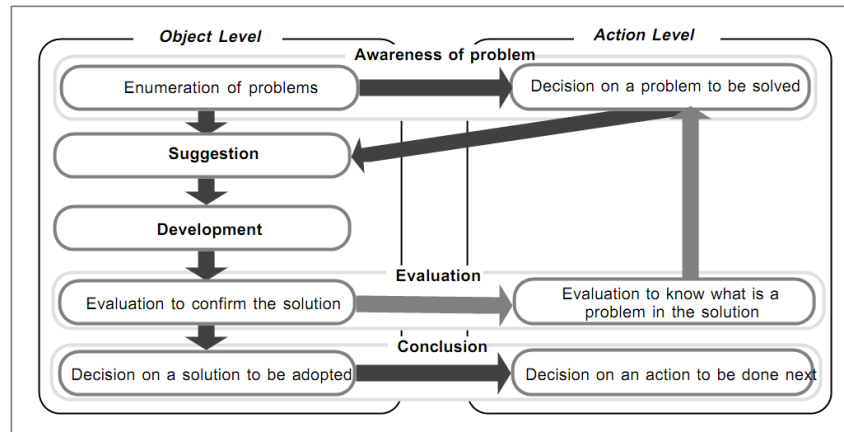 Object Level
Action Level
Awareness of problem
Enumeration of problems
Decision on a problem to be solved
Suggestion
Development
Evaluation
Evaluation to confirm the solution
Evaluation to know what is a
problem in the solution
Conclusion
Decision on a solution to be adopted
Decision on an action to be done next